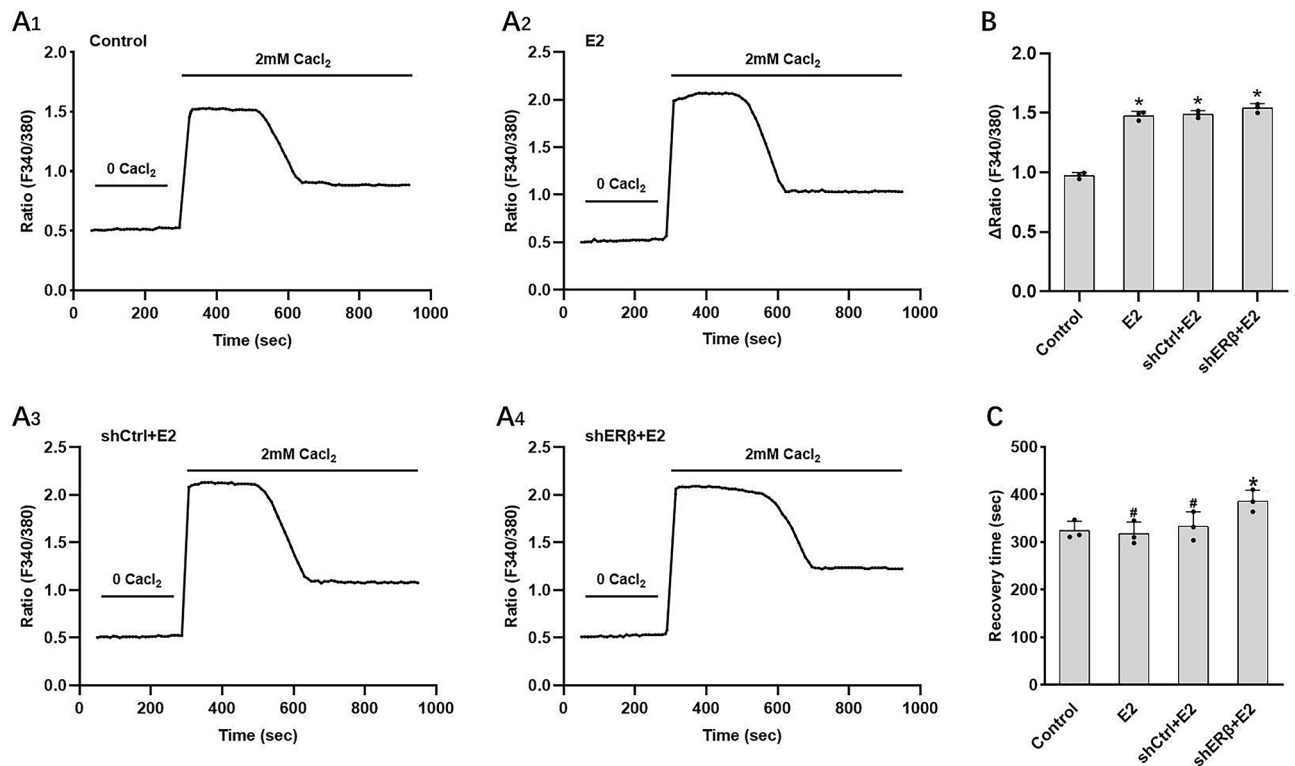 A1
Control
2mM Cacl2
0 Cacl2
Ratio (F340/380)
2.0
1.5
1.0
0.5
0.0
0 200 400 600 800 1000
Time (sec)
A2
E2
2mM Cacl2
0 Cacl2
Ratio (F340/380)
2.5
2.0
1.5
1.0
0.5
0.0
0 200 400 600 800 1000
Time (sec)
B
ΔRatio (F340/380)
2.0
1.5
1.0
0.5
0.0
* * *
Control E2 shCtrl+E2 shERβ+E2
A3
shCtrl+E2
2mM Cacl2
0 Cacl2
Ratio (F340/380)
2.5
2.0
1.5
1.0
0.5
0.0
0 200 400 600 800 1000
Time (sec)
A4
shERβ+E2
2mM Cacl2
0 Cacl2
Ratio (F340/380)
2.5
2.0
1.5
1.0
0.5
0.0
0 200 400 600 800 1000
Time (sec)
C
Recovery time (sec)
500
400
300
200
100
0
# # *
Control E2 shCtrl+E2 shERβ+E2